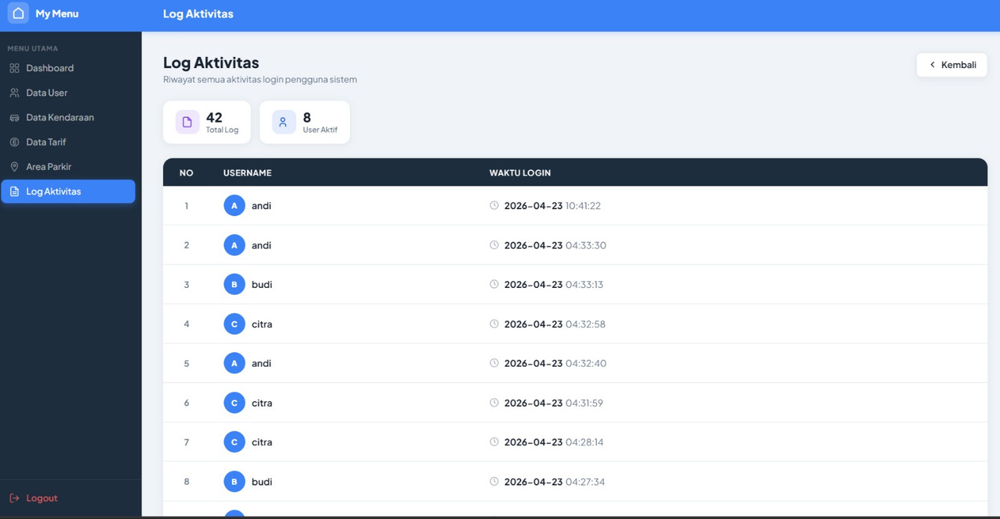 My Menu
Log Aktivitas
MENU UTAMA
Dashboard
Data User
Data Kendaraan
Data Tarif
Area Parkir
Log Aktivitas
Logout
Log Aktivitas
Riwayat semua aktivitas login pengguna sistem
Kembali
42
Total Log
8
User Aktif
NO USERNAME WAKTU LOGIN
1 A andi 2026-04-23 10:41:22
2 A andi 2026-04-23 04:33:30
3 B budi 2026-04-23 04:33:13
4 C citra 2026-04-23 04:32:58
5 A andi 2026-04-23 04:32:40
6 C citra 2026-04-23 04:31:59
7 C citra 2026-04-23 04:28:14
8 B budi 2026-04-23 04:27:34